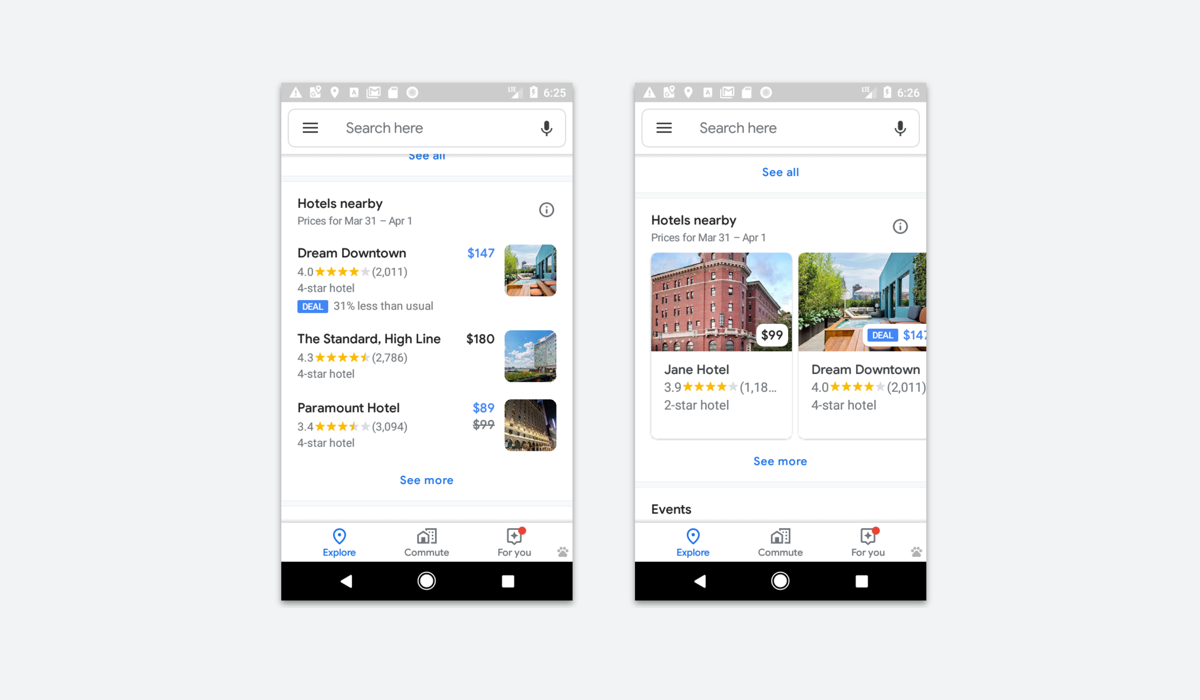 6:25
Search here
See all
Hotels nearby
Prices for Mar 31 – Apr 1
Dream Downtown $147
4.0 (2,011)
4-star hotel
DEAL 31% less than usual
The Standard, High Line $180
4.3 (2,786)
4-star hotel
Paramount Hotel $89
3.4 (3,094) $99
4-star hotel
See more
Explore Commute For you
6:26
Search here
See all
Hotels nearby
Prices for Mar 31 – Apr 1
$99
DEAL $147
Jane Hotel
3.9 (1,18...
2-star hotel
Dream Downtown
4.0 (2,011)
4-star hotel
See more
Events
Explore Commute For you